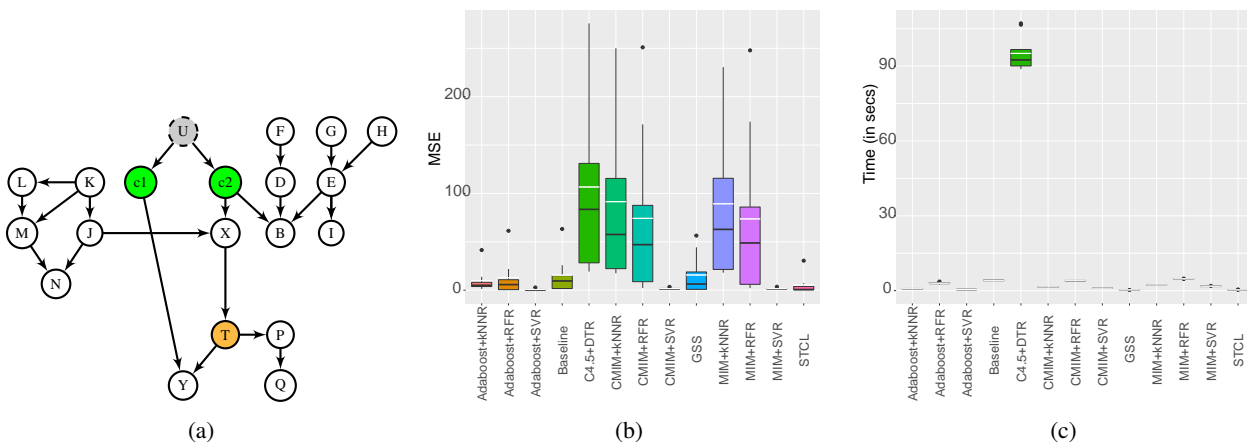 U
F
G
H
L
K
c1
c2
D
E
M
J
X
B
I
N
T
P
Y
Q
(a)
MSE
200
100
0
Adaboost+kNNR
Adaboost+RFR
Adaboost+SVR
Baseline
C4.5+DTR
CMIM+kNNR
CMIM+RFR
CMIM+SVR
GSS
MIM+kNNR
MIM+RFR
MIM+SVR
STCL
(b)
Time (in secs)
90
60
30
0
Adaboost+kNNR
Adaboost+RFR
Adaboost+SVR
Baseline
C4.5+DTR
CMIM+kNNR
CMIM+RFR
CMIM+SVR
GSS
MIM+kNNR
MIM+RFR
MIM+SVR
STCL
(c)